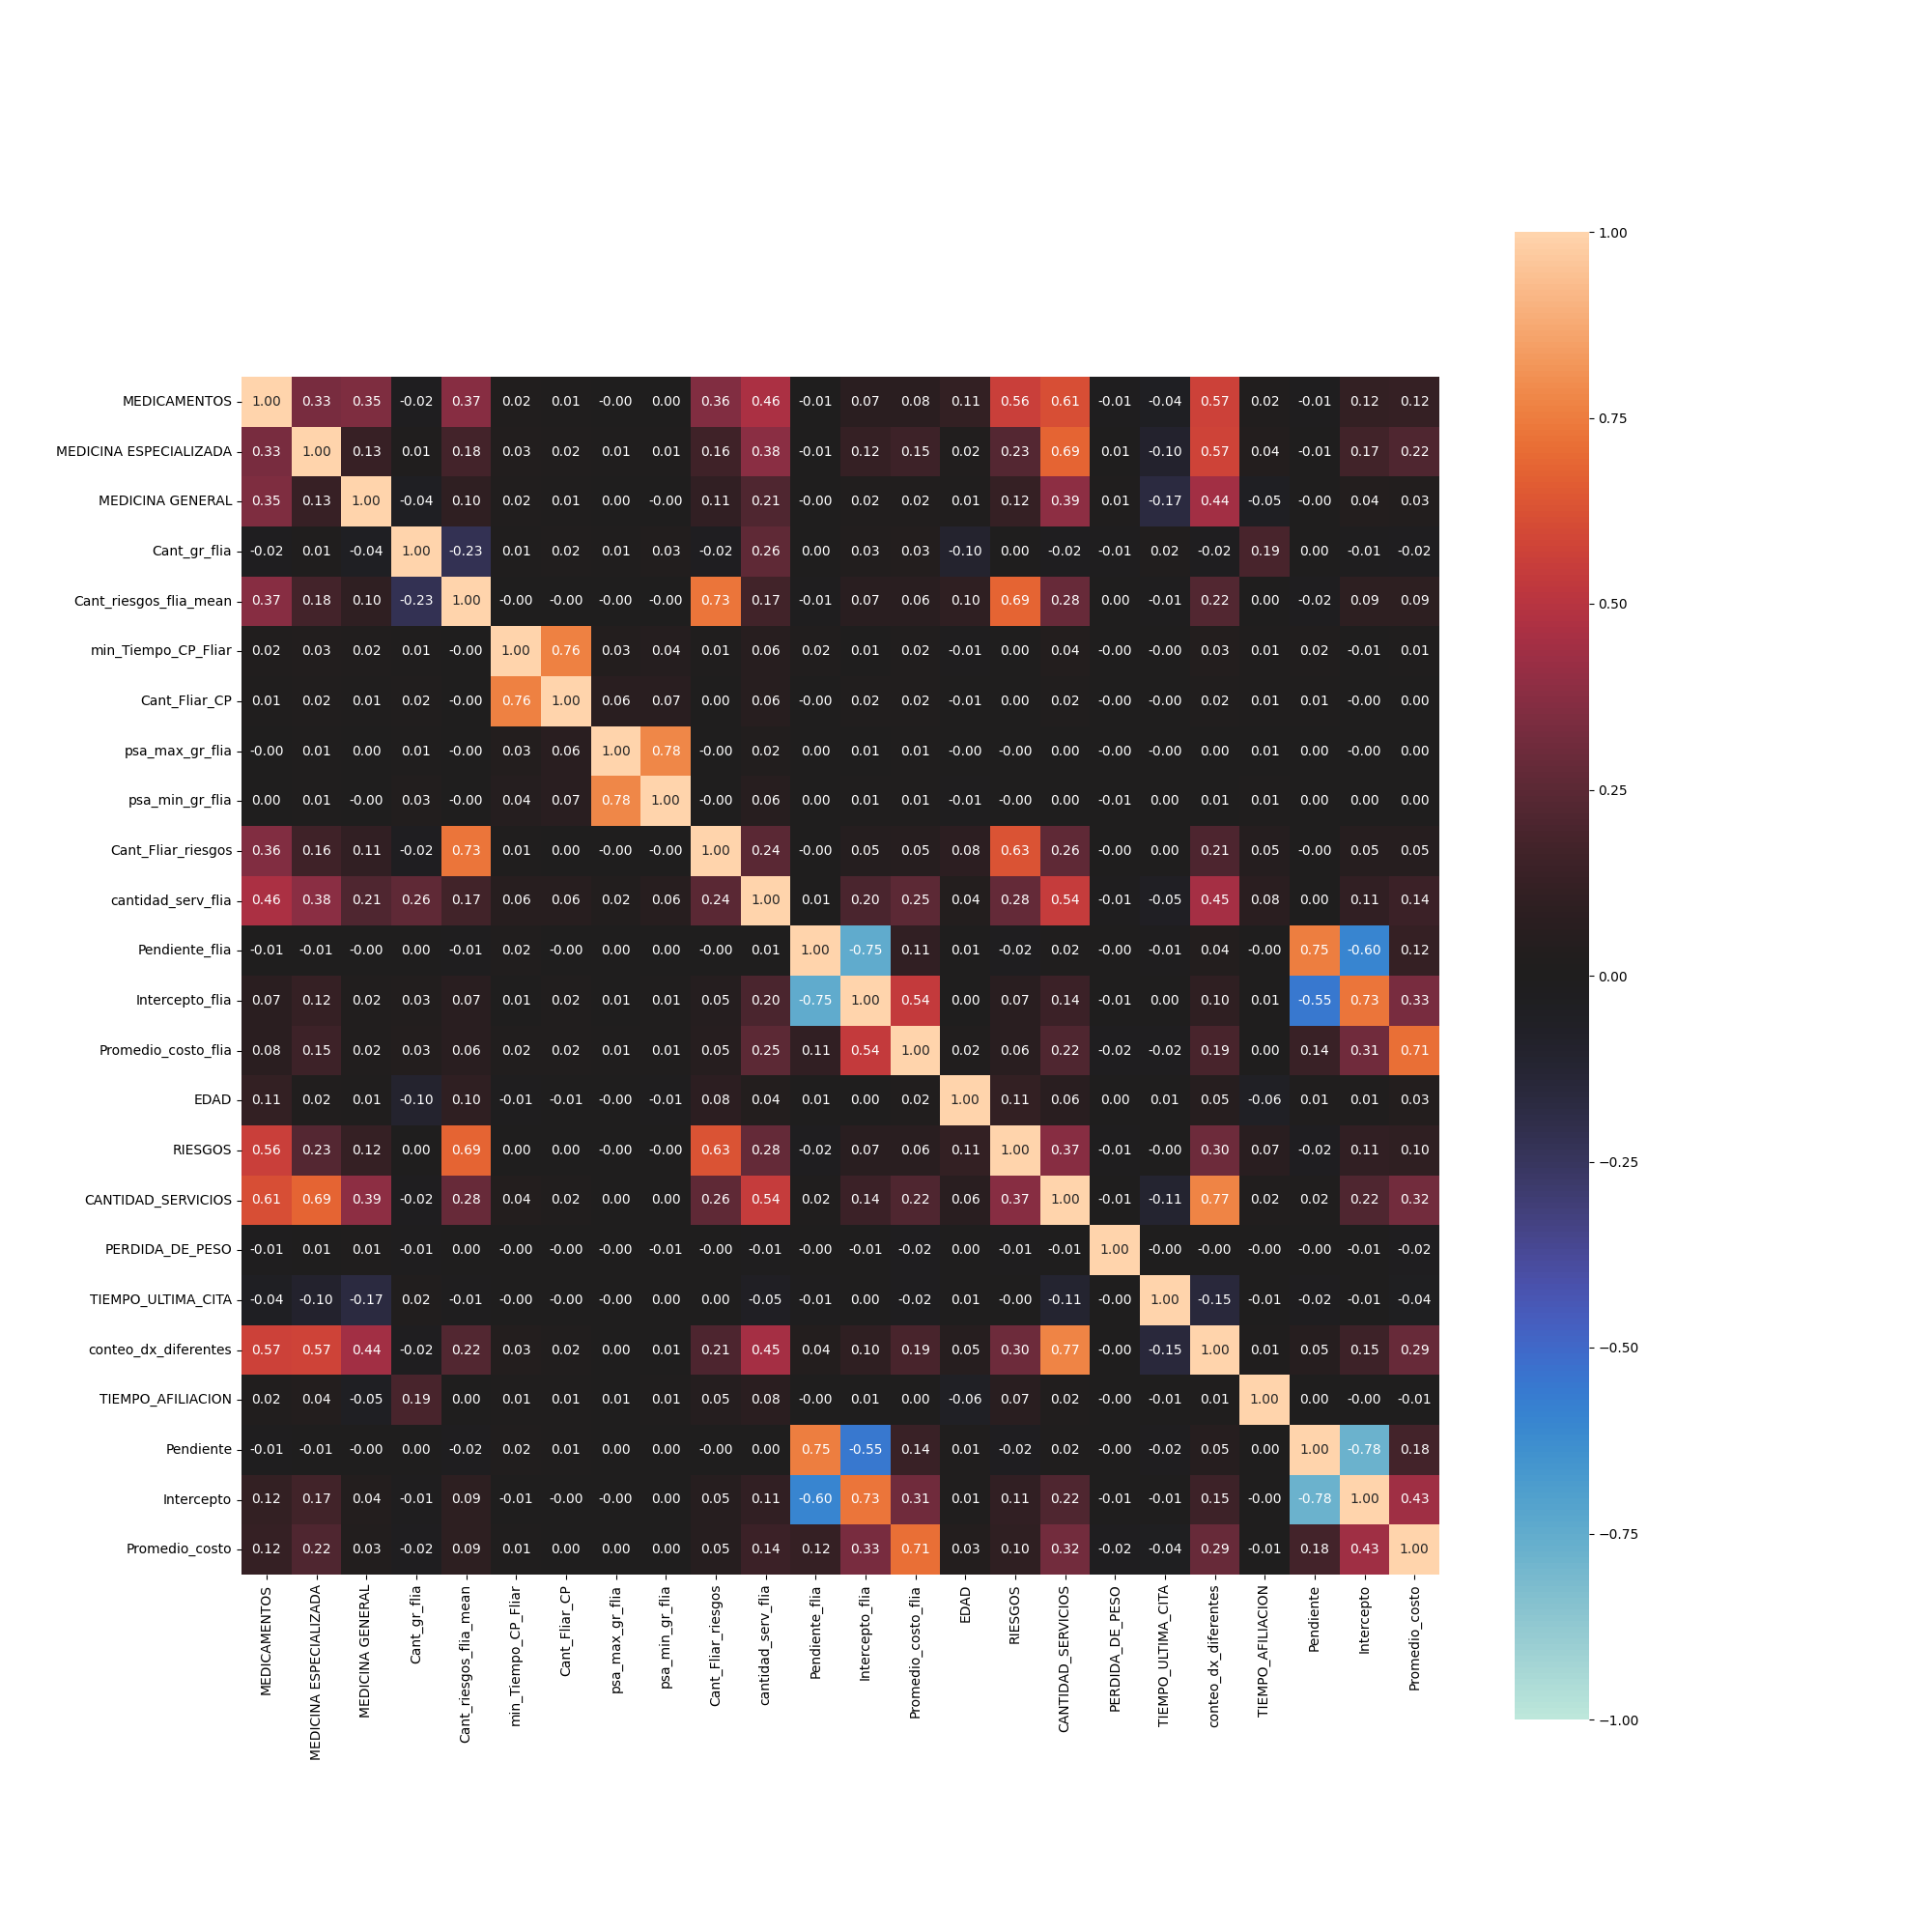 1.00
0.75
0.50
0.25
0.00
−0.25
−0.50
−0.75
−1.00
MEDICAMENTOS 1.00 0.33 0.35 -0.02 0.37 0.02 0.01 -0.00 0.00 0.36 0.46 -0.01 0.07 0.08 0.11 0.56 0.61 -0.01 -0.04 0.57 0.02 -0.01 0.12 0.12
MEDICINA ESPECIALIZADA 0.33 1.00 0.13 0.01 0.18 0.03 0.02 0.01 0.01 0.16 0.38 -0.01 0.12 0.15 0.02 0.23 0.69 0.01 -0.10 0.57 0.04 -0.01 0.17 0.22
MEDICINA GENERAL 0.35 0.13 1.00 -0.04 0.10 0.02 0.01 0.00 -0.00 0.11 0.21 -0.00 0.02 0.02 0.01 0.12 0.39 0.01 -0.17 0.44 -0.05 -0.00 0.04 0.03
Cant_gr_flia -0.02 0.01 -0.04 1.00 -0.23 0.01 0.02 0.01 0.03 -0.02 0.26 0.00 0.03 0.03 -0.10 0.00 -0.02 -0.01 0.02 -0.02 0.19 0.00 -0.01 -0.02
Cant_riesgos_flia_mean 0.37 0.18 0.10 -0.23 1.00 -0.00 -0.00 -0.00 -0.00 0.73 0.17 -0.01 0.07 0.06 0.10 0.69 0.28 0.00 -0.01 0.22 0.00 -0.02 0.09 0.09
min_Tiempo_CP_Fliar 0.02 0.03 0.02 0.01 -0.00 1.00 0.76 0.03 0.04 0.01 0.06 0.02 0.01 0.02 -0.01 0.00 0.04 -0.00 -0.00 0.03 0.01 0.02 -0.01 0.01
Cant_Fliar_CP 0.01 0.02 0.01 0.02 -0.00 0.76 1.00 0.06 0.07 0.00 0.06 -0.00 0.02 0.02 -0.01 0.00 0.02 -0.00 -0.00 0.02 0.01 0.01 -0.00 0.00
psa_max_gr_flia -0.00 0.01 0.00 0.01 -0.00 0.03 0.06 1.00 0.78 -0.00 0.02 0.00 0.01 0.01 -0.00 -0.00 0.00 -0.00 -0.00 0.00 0.01 0.00 -0.00 0.00
psa_min_gr_flia 0.00 0.01 -0.00 0.03 -0.00 0.04 0.07 0.78 1.00 -0.00 0.06 0.00 0.01 0.01 -0.01 -0.00 0.00 -0.01 0.00 0.01 0.01 0.00 0.00 0.00
Cant_Fliar_riesgos 0.36 0.16 0.11 -0.02 0.73 0.01 0.00 -0.00 -0.00 1.00 0.24 -0.00 0.05 0.05 0.08 0.63 0.26 -0.00 0.00 0.21 0.05 -0.00 0.05 0.05
cantidad_serv_flia 0.46 0.38 0.21 0.26 0.17 0.06 0.06 0.02 0.06 0.24 1.00 0.01 0.20 0.25 0.04 0.28 0.54 -0.01 -0.05 0.45 0.08 0.00 0.11 0.14
Pendiente_flia -0.01 -0.01 -0.00 0.00 -0.01 0.02 -0.00 0.00 0.00 -0.00 0.01 1.00 -0.75 0.11 0.01 -0.02 0.02 -0.00 -0.01 0.04 -0.00 0.75 -0.60 0.12
Intercepto_flia 0.07 0.12 0.02 0.03 0.07 0.01 0.02 0.01 0.01 0.05 0.20 -0.75 1.00 0.54 0.00 0.07 0.14 -0.01 0.00 0.10 0.01 -0.55 0.73 0.33
Promedio_costo_flia 0.08 0.15 0.02 0.03 0.06 0.02 0.02 0.01 0.01 0.05 0.25 0.11 0.54 1.00 0.02 0.06 0.22 -0.02 -0.02 0.19 0.00 0.14 0.31 0.71
EDAD 0.11 0.02 0.01 -0.10 0.10 -0.01 -0.01 -0.00 -0.01 0.08 0.04 0.01 0.00 0.02 1.00 0.11 0.06 0.00 0.01 0.05 -0.06 0.01 0.01 0.03
RIESGOS 0.56 0.23 0.12 0.00 0.69 0.00 0.00 -0.00 -0.00 0.63 0.28 -0.02 0.07 0.06 0.11 1.00 0.37 -0.01 -0.00 0.30 0.07 -0.02 0.11 0.10
CANTIDAD_SERVICIOS 0.61 0.69 0.39 -0.02 0.28 0.04 0.02 0.00 0.00 0.26 0.54 0.02 0.14 0.22 0.06 0.37 1.00 -0.01 -0.11 0.77 0.02 0.02 0.22 0.32
PERDIDA_DE_PESO -0.01 0.01 0.01 -0.01 0.00 -0.00 -0.00 -0.00 -0.01 -0.00 -0.01 -0.00 -0.01 -0.02 0.00 -0.01 -0.01 1.00 -0.00 -0.00 -0.00 -0.00 -0.01 -0.02
TIEMPO_ULTIMA_CITA -0.04 -0.10 -0.17 0.02 -0.01 -0.00 -0.00 -0.00 0.00 0.00 -0.05 -0.01 0.00 -0.02 0.01 -0.00 -0.11 -0.00 1.00 -0.15 -0.01 -0.02 -0.01 -0.04
conteo_dx_diferentes 0.57 0.57 0.44 -0.02 0.22 0.03 0.02 0.00 0.01 0.21 0.45 0.04 0.10 0.19 0.05 0.30 0.77 -0.00 -0.15 1.00 0.01 0.05 0.15 0.29
TIEMPO_AFILIACION 0.02 0.04 -0.05 0.19 0.00 0.01 0.01 0.01 0.01 0.05 0.08 -0.00 0.01 0.00 -0.06 0.07 0.02 -0.00 -0.01 0.01 1.00 0.00 -0.00 -0.01
Pendiente -0.01 -0.01 -0.00 0.00 -0.02 0.02 0.01 0.00 0.00 -0.00 0.00 0.75 -0.55 0.14 0.01 -0.02 0.02 -0.00 -0.02 0.05 0.00 1.00 -0.78 0.18
Intercepto 0.12 0.17 0.04 -0.01 0.09 -0.01 -0.00 -0.00 0.00 0.05 0.11 -0.60 0.73 0.31 0.01 0.11 0.22 -0.01 -0.01 0.15 -0.00 -0.78 1.00 0.43
Promedio_costo 0.12 0.22 0.03 -0.02 0.09 0.01 0.00 0.00 0.00 0.05 0.14 0.12 0.33 0.71 0.03 0.10 0.32 -0.02 -0.04 0.29 -0.01 0.18 0.43 1.00
MEDICAMENTOS
MEDICINA ESPECIALIZADA
MEDICINA GENERAL
Cant_gr_flia
Cant_riesgos_flia_mean
min_Tiempo_CP_Fliar
Cant_Fliar_CP
psa_max_gr_flia
psa_min_gr_flia
Cant_Fliar_riesgos
cantidad_serv_flia
Pendiente_flia
Intercepto_flia
Promedio_costo_flia
EDAD
RIESGOS
CANTIDAD_SERVICIOS
PERDIDA_DE_PESO
TIEMPO_ULTIMA_CITA
conteo_dx_diferentes
TIEMPO_AFILIACION
Pendiente
Intercepto
Promedio_costo